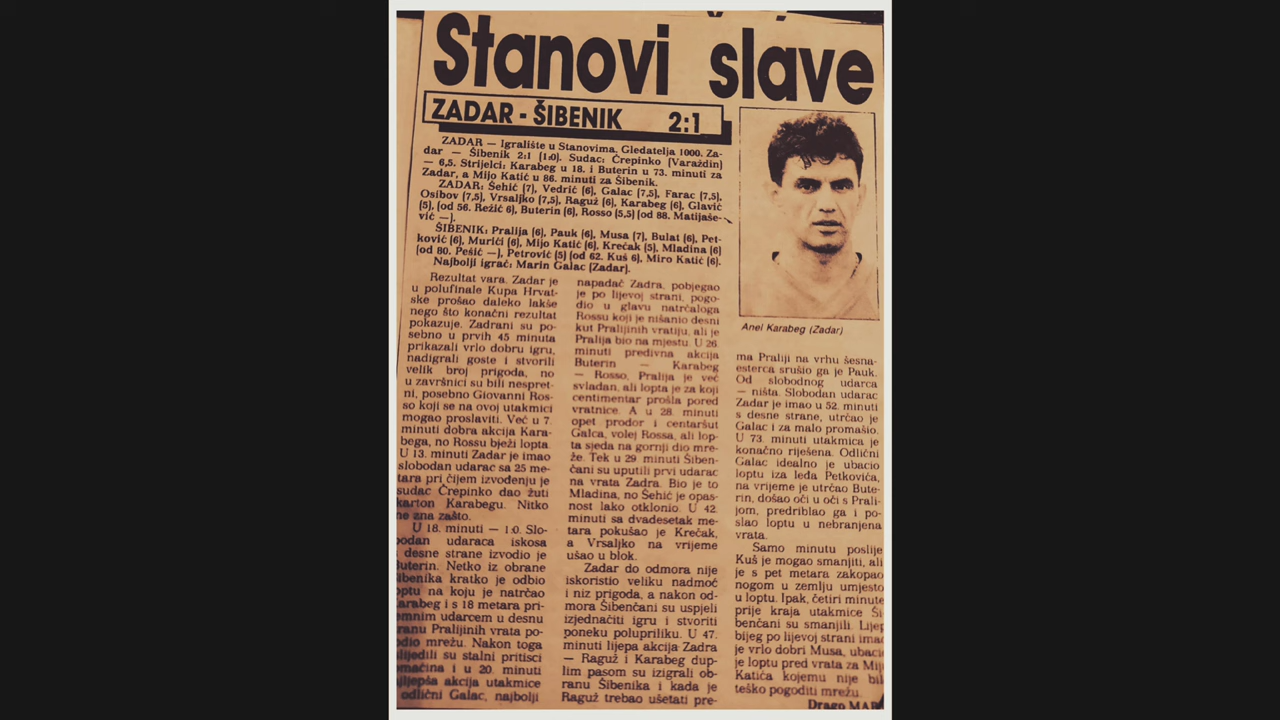 Stanovi slave
ZADAR - ŠIBENIK 2:1
ZADAR — Igralište u Stanovima. Gledatelja 1000. Za-
dar — Šibenik 2:1 (1:0). Sudac: Črepinko (Varaždin)
— 6,5. Strijelci: Karabeg u 18. i Buterin u 73. minuti za
Zadar, a Mijo Katić u 86. minuti za Šibenik.
ZADAR: Šehić (7), Vedrić (6), Galac (7,5), Farac (7,5),
Osibov (7,5), Vrsaljko (7,5), Raguž (6), Karabeg (6), Glavić
(5), (od 56. Režić 6), Buterin (6), Rosso (5,5) (od 88. Matijaše-
vić —).
ŠIBENIK: Pralija (6), Pauk (6), Musa (7), Bulat (6), Pet-
ković (6), Murići (6), Mijo Katić (6), Krečak (5), Mladina (6)
(od 80. Pešić —), Petrović (5) (od 62. Kuš 6), Miro Katić (6).
Najbolji igrač: Marin Galac (Zadar).
Rezultat vara. Zadar je
u polufinale Kupa Hrvat-
ske prošao daleko lakše
nego što konačni rezultat
pokazuje. Zadrani su po-
sebno u prvih 45 minuta
prikazali vrlo dobru igru,
nadigrali goste i stvorili
velik broj prigoda, no
u završnici su bili nespret-
ni, posebno Giovanni Ros-
so koji se na ovoj utakmici
mogao proslaviti. Već u 7.
minuti dobra akcija Kara-
bega, no Rossu bježi lopta.
U 13. minuti Zadar je imao
slobodan udarac sa 25 me-
tara pri čijem izvođenju je
sudac Črepinko dao žuti
karton Karabegu. Nitko
ne zna zašto.
U 18. minuti — 1:0. Slo-
bodan udaraca iskosa
s desne strane izvodio je
Buterin. Netko iz obrane
Šibenika kratko je odbio
loptu na koju je natrčao
Karabeg i s 18 metara pri-
zemnim udarcem u desnu
stranu Pralijinih vrata po-
godio mrežu. Nakon toga
slijedili su stalni pritisci
domaćina i u 20. minuti
najljepša akcija utakmice
odlični Galac, najbolji
napadač Zadra, pobjegao
je po lijevoj strani, pogo-
dio u glavu natrčaloga
Rossu koji je nišanio desni
kut Pralijinih vratiju, ali je
Pralija bio na mjestu. U 26.
minuti predivna akcija
Buterin — Karabeg
— Rosso, Pralija je već
svladan, ali lopta je za koji
centimentar prošla pored
vratnice. A u 28. minuti
opet prodor i centaršut
Galca, volej Rossa, ali lop-
ta sjeda na gornji dio mre-
že. Tek u 29. minuti Šiben-
čani su uputili prvi udarac
na vrata Zadra. Bio je to
Mladina, no Šehić je opas-
nost lako otklonio. U 42.
minuti sa dvadesetak me-
tara pokušao je Krečak,
a Vrsaljko na vrijeme
ušao u blok.
Zadar do odmora nije
iskoristio veliku nadmoć
i niz prigoda, a nakon od-
mora Šibenčani su uspjeli
izjednačiti igru i stvoriti
poneku polupriliku. U 47.
minuti lijepa akcija Zadra
— Raguž i Karabeg dup-
lim pasom su izigrali ob-
ranu Šibenika i kada je
Raguž trebao ušetati pre-
Anel Karabeg (Zadar)
ma Praliji na vrhu šesna-
esterca srušio ga je Pauk.
Od slobodnog udarca
— ništa. Slobodan udarac
Zadar je imao u 52. minuti
s desne strane, utrčao je
Galac i za malo promašio.
U 73. minuti utakmica je
konačno riješena. Odlični
Galac idealno je ubacio
loptu iza leđa Petkovića,
na vrijeme je utrčao Bute-
rin, došao oči u oči s Prali-
jom, predriblao ga i po-
slao loptu u nebranjena
vrata.
Samo minutu poslije
Kuš je mogao smanjiti, ali
je s pet metara zakopao
nogom u zemlju umjesto
u loptu. Ipak, četiri minute
prije kraja utakmice Ši
benčani su smanjili. Lijep
bijeg po lijevoj strani imao
je vrlo dobri Musa, ubacio
je loptu pred vrata za Mij
Katića kojemu nije bil
teško pogoditi mrežu.
Drago MAR